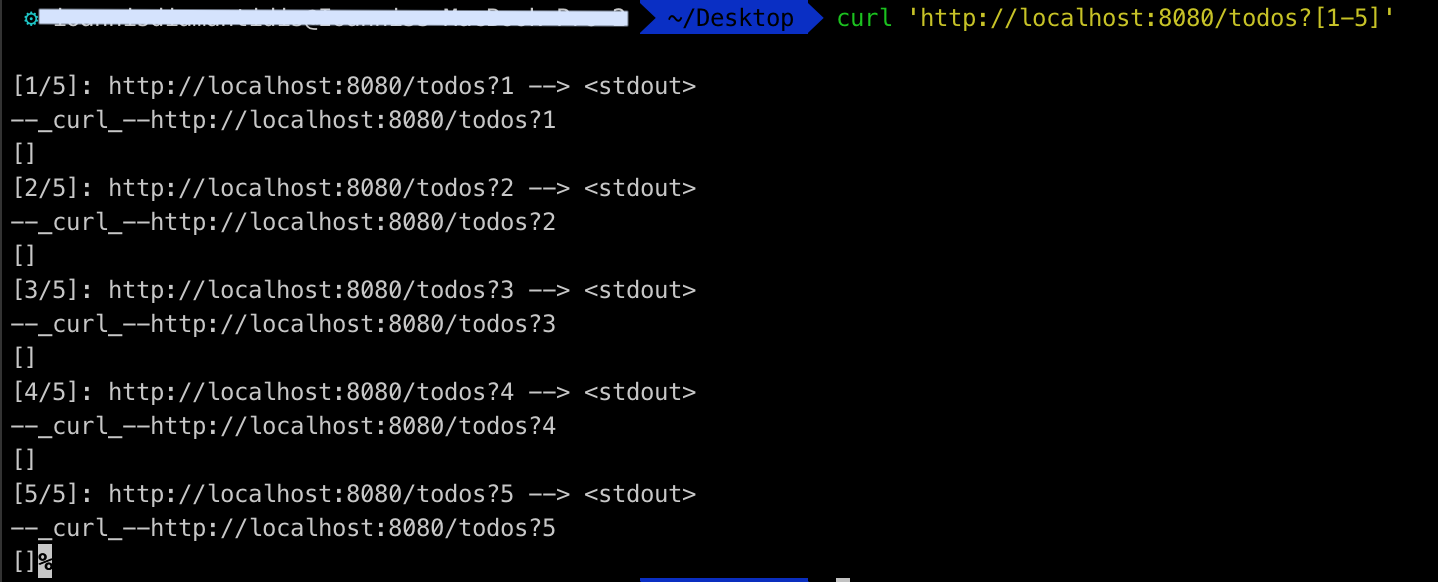 ~/Desktop curl 'http://localhost:8080/todos?[1-5]'
[1/5]: http://localhost:8080/todos?1 --> <stdout>
--_curl_--http://localhost:8080/todos?1
[]
[2/5]: http://localhost:8080/todos?2 --> <stdout>
--_curl_--http://localhost:8080/todos?2
[]
[3/5]: http://localhost:8080/todos?3 --> <stdout>
--_curl_--http://localhost:8080/todos?3
[]
[4/5]: http://localhost:8080/todos?4 --> <stdout>
--_curl_--http://localhost:8080/todos?4
[]
[5/5]: http://localhost:8080/todos?5 --> <stdout>
--_curl_--http://localhost:8080/todos?5
[]%